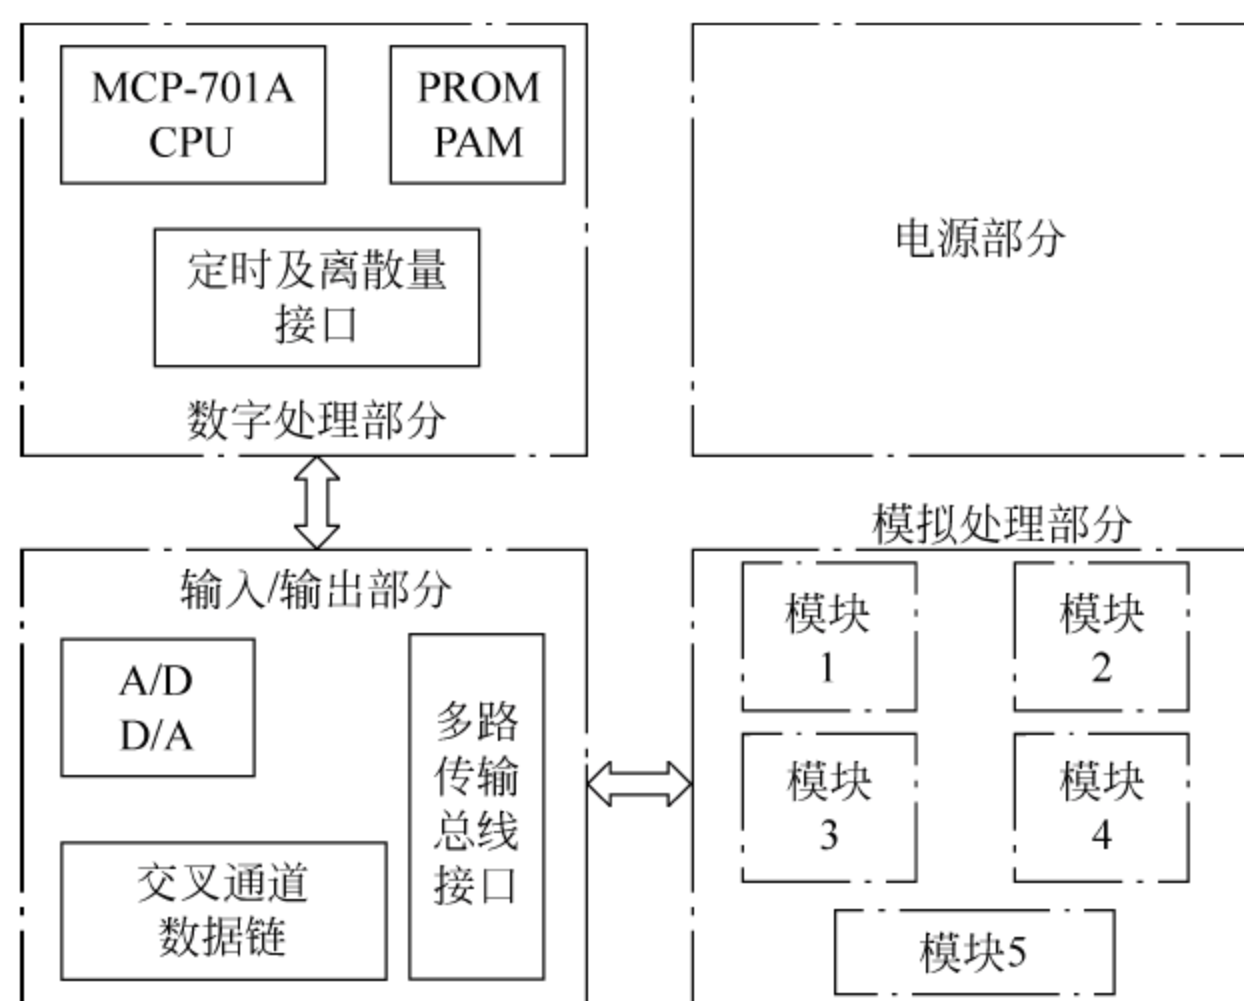 MCP-701A
CPU
PROM
PAM
定时及离散量
接口
数字处理部分
电源部分
输入/输出部分
A/D
D/A
多路
传输
总线
接口
交叉通道
数据链
模拟处理部分
模块
1
模块
2
模块
3
模块
4
模块5